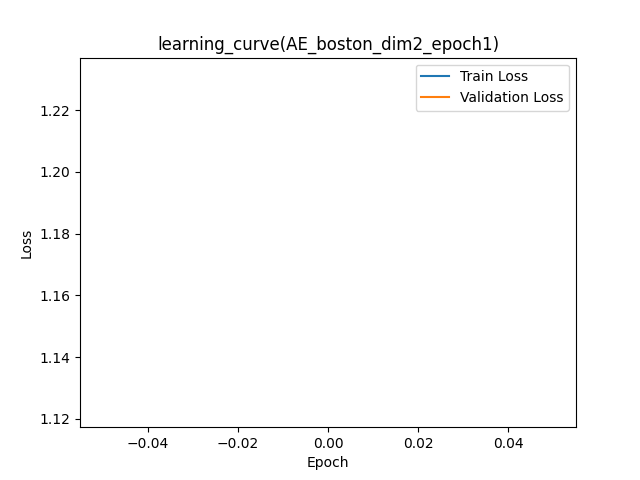 learning_curve(AE_boston_dim2_epoch1)
Train Loss
Validation Loss
1.22
1.20
1.18
1.16
1.14
1.12
Loss
−0.04 −0.02 0.00 0.02 0.04
Epoch